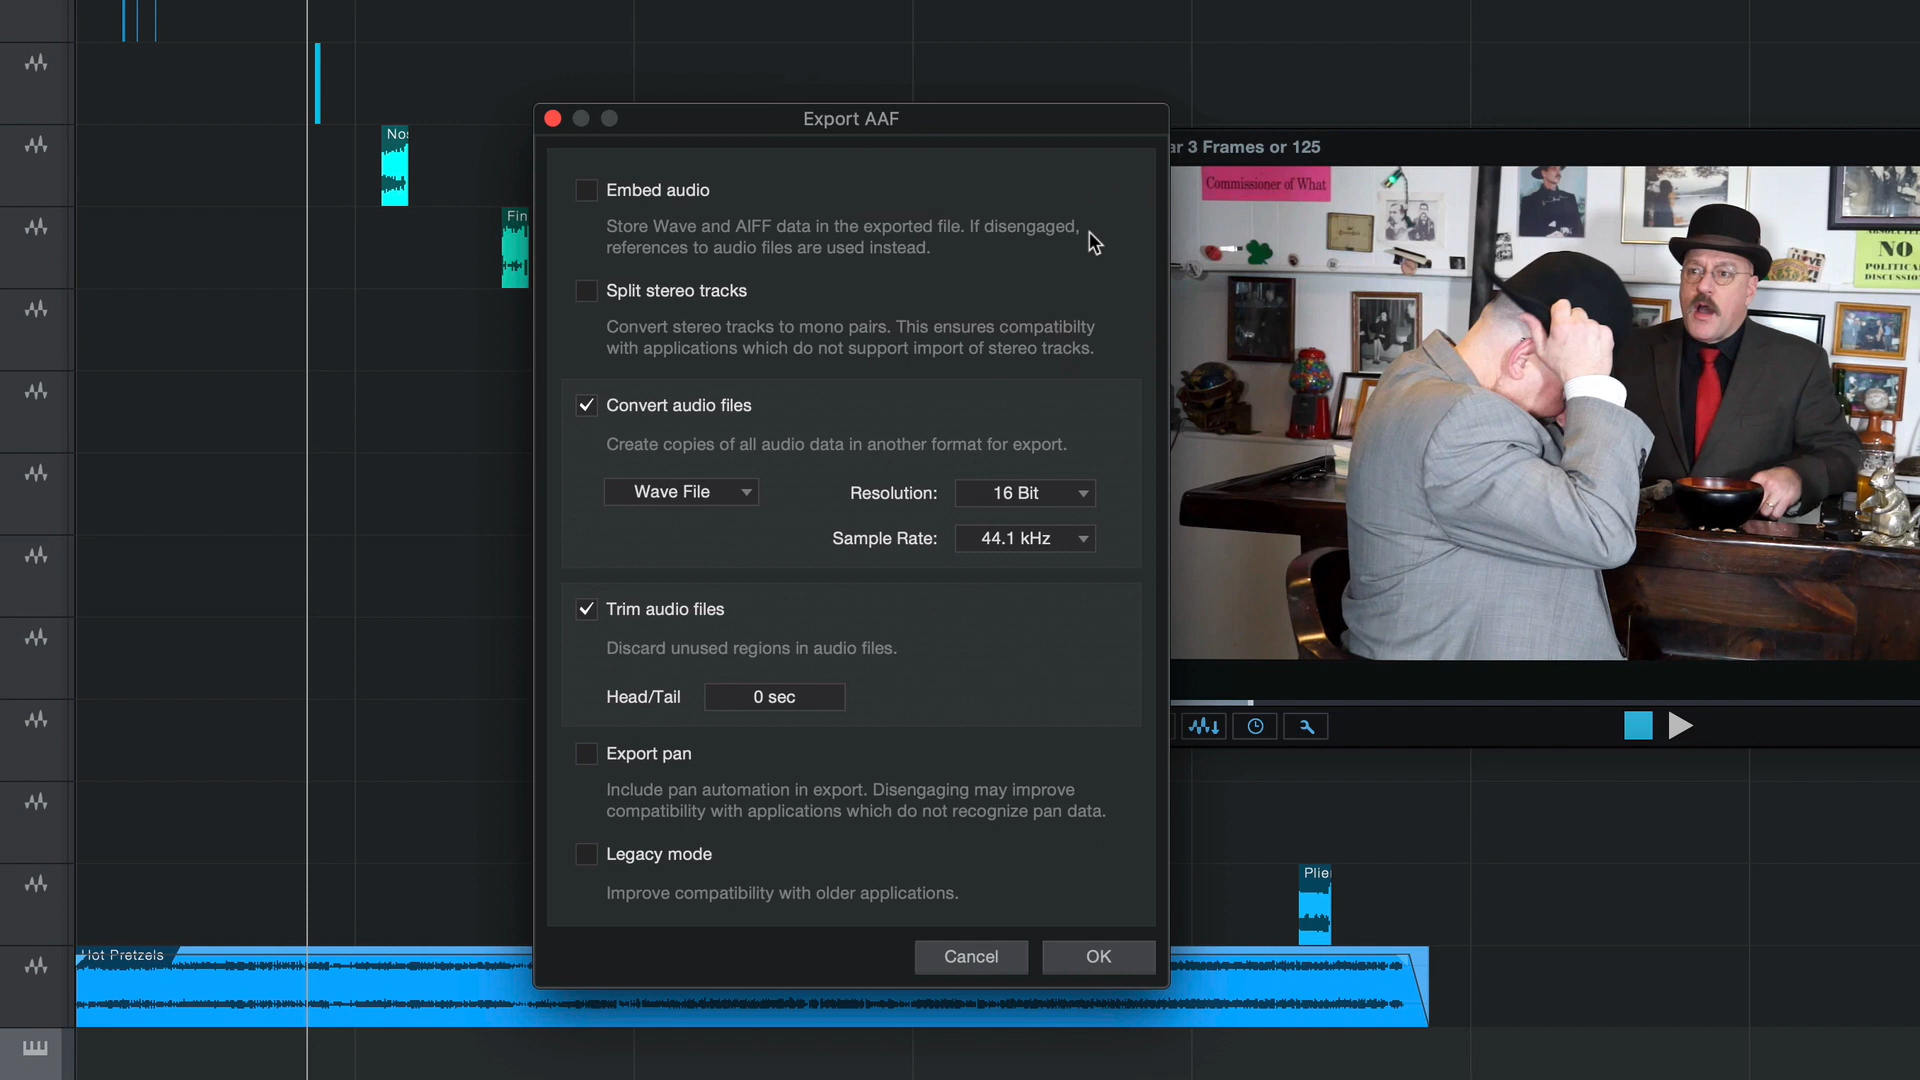 Nos
Fin
Export AAF
Embed audio
Store Wave and AIFF data in the exported file. If disengaged,
references to audio files are used instead.
Split stereo tracks
Convert stereo tracks to mono pairs. This ensures compatibilty
with applications which do not support import of stereo tracks.
Convert audio files
Create copies of all audio data in another format for export.
Wave File
Resolution:
16 Bit
Sample Rate:
44.1 kHz
Trim audio files
Discard unused regions in audio files.
Head/Tail
0 sec
Export pan
Include pan automation in export. Disengaging may improve
compatibility with applications which do not recognize pan data.
Legacy mode
Improve compatibility with older applications.
Cancel
OK
ar 3 Frames or 125
Commissioner of What
NO
POLITICA
DISCUSSIO
Plie
Hot Pretzels